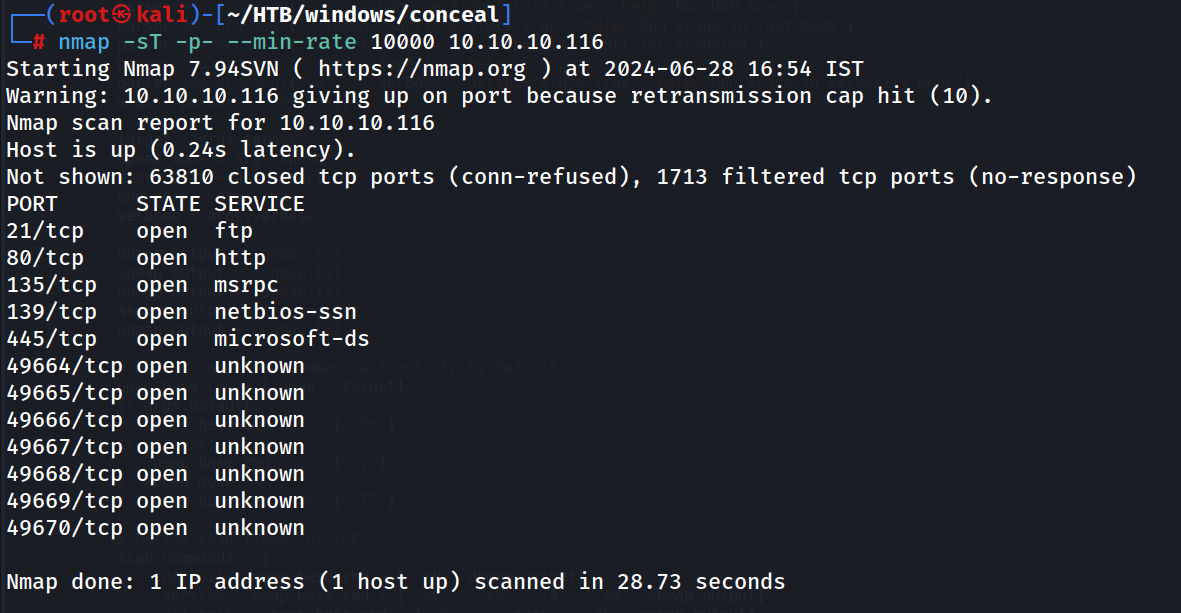 ┌──(root㉿kali)-[~/HTB/windows/conceal]
└─# nmap -sT -p- --min-rate 10000 10.10.10.116
Starting Nmap 7.94SVN ( https://nmap.org ) at 2024-06-28 16:54 IST
Warning: 10.10.10.116 giving up on port because retransmission cap hit (10).
Nmap scan report for 10.10.10.116
Host is up (0.24s latency).
Not shown: 63810 closed tcp ports (conn-refused), 1713 filtered tcp ports (no-response)
PORT      STATE SERVICE
21/tcp    open  ftp
80/tcp    open  http
135/tcp   open  msrpc
139/tcp   open  netbios-ssn
445/tcp   open  microsoft-ds
49664/tcp open  unknown
49665/tcp open  unknown
49666/tcp open  unknown
49667/tcp open  unknown
49668/tcp open  unknown
49669/tcp open  unknown
49670/tcp open  unknown
Nmap done: 1 IP address (1 host up) scanned in 28.73 seconds